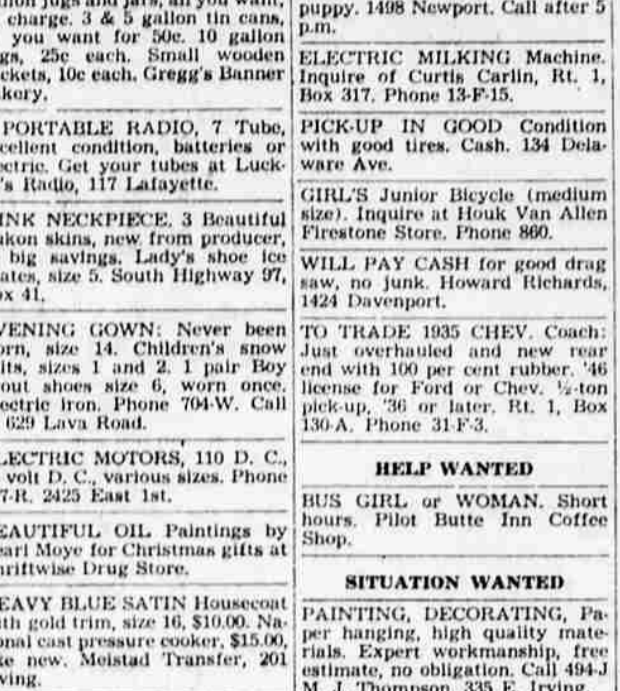 charge. 3 & 5 gallon tin cans,
you want for 50c. 10 gallon
25c each. Small wooden
10c each. Gregg's Banner
PORTABLE RADIO, 7 Tube,
condition, batteries or
Get your tubes at Luck-
Radio, 117 Lafayette.
NECKPIECE, 3 Beautiful
skins, new, from producer,
big savings. Lady's shoe ice
size 5. South Highway 97,
41.
GOWN: Never been
size 14. Children's snow
sizes 1 and 2. 1 pair Boy
shoes size 6, worn once.
iron. Phone 704-W. Call
629 Lava Road.
MOTORS, 110 D. C.,
volt D. C., various sizes. Phone
2425 East 1st.
OIL Paintings by
Moye for Christmas gifts at
Drug Store.
BLUE SATIN Housecoat
gold trim, size 16, $10.00. Na-
cast pressure cooker, $15.00,
new. Meistad Transfer, 201
puppy. 1498 Newport. Call after 5
p.m.
ELECTRIC MILKING Machine.
Inquire of Curtis Carlin, Rt. 1,
Box 317. Phone 13-F-15.
PICK-UP IN GOOD Condition
with good tires. Cash. 134 Dela-
ware Ave.
GIRL'S Junior Bicycle (medium
size). Inquire at Houk Van Allen
Firestone Store. Phone 860.
WILL PAY CASH for good drag
saw, no junk. Howard Richards,
1424 Davenport.
TO TRADE 1935 CHEV. Coach:
Just overhauled and new rear
end with 100 per cent rubber. '46
license for Ford or Chev. ½-ton
pick-up, '36 or later. Rt. 1, Box
130-A. Phone 31-F-3.
HELP WANTED
BUS GIRL or WOMAN. Short
hours. Pilot Butte Inn Coffee
Shop.
SITUATION WANTED
PAINTING, DECORATING, Pa-
per hanging, high quality mate-
rials. Expert workmanship, free
estimate, no obligation. Call 494-J
M. J. Thompson, 335 E. Irving.